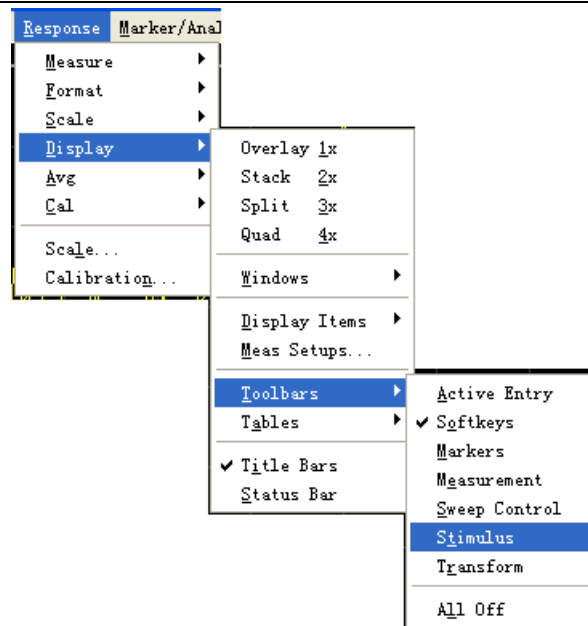 Response Marker/Anal
Measure
Format
Scale
Display
Avg
Cal
Scale...
Calibration...
Overlay 1x
Stack 2x
Split 3x
Quad 4x
Windows
Display Items
Meas Setups...
Toolbars
Tables
Title Bars
Status Bar
Active Entry
Softkeys
Markers
Measurement
Sweep Control
Stimulus
Transform
All Off